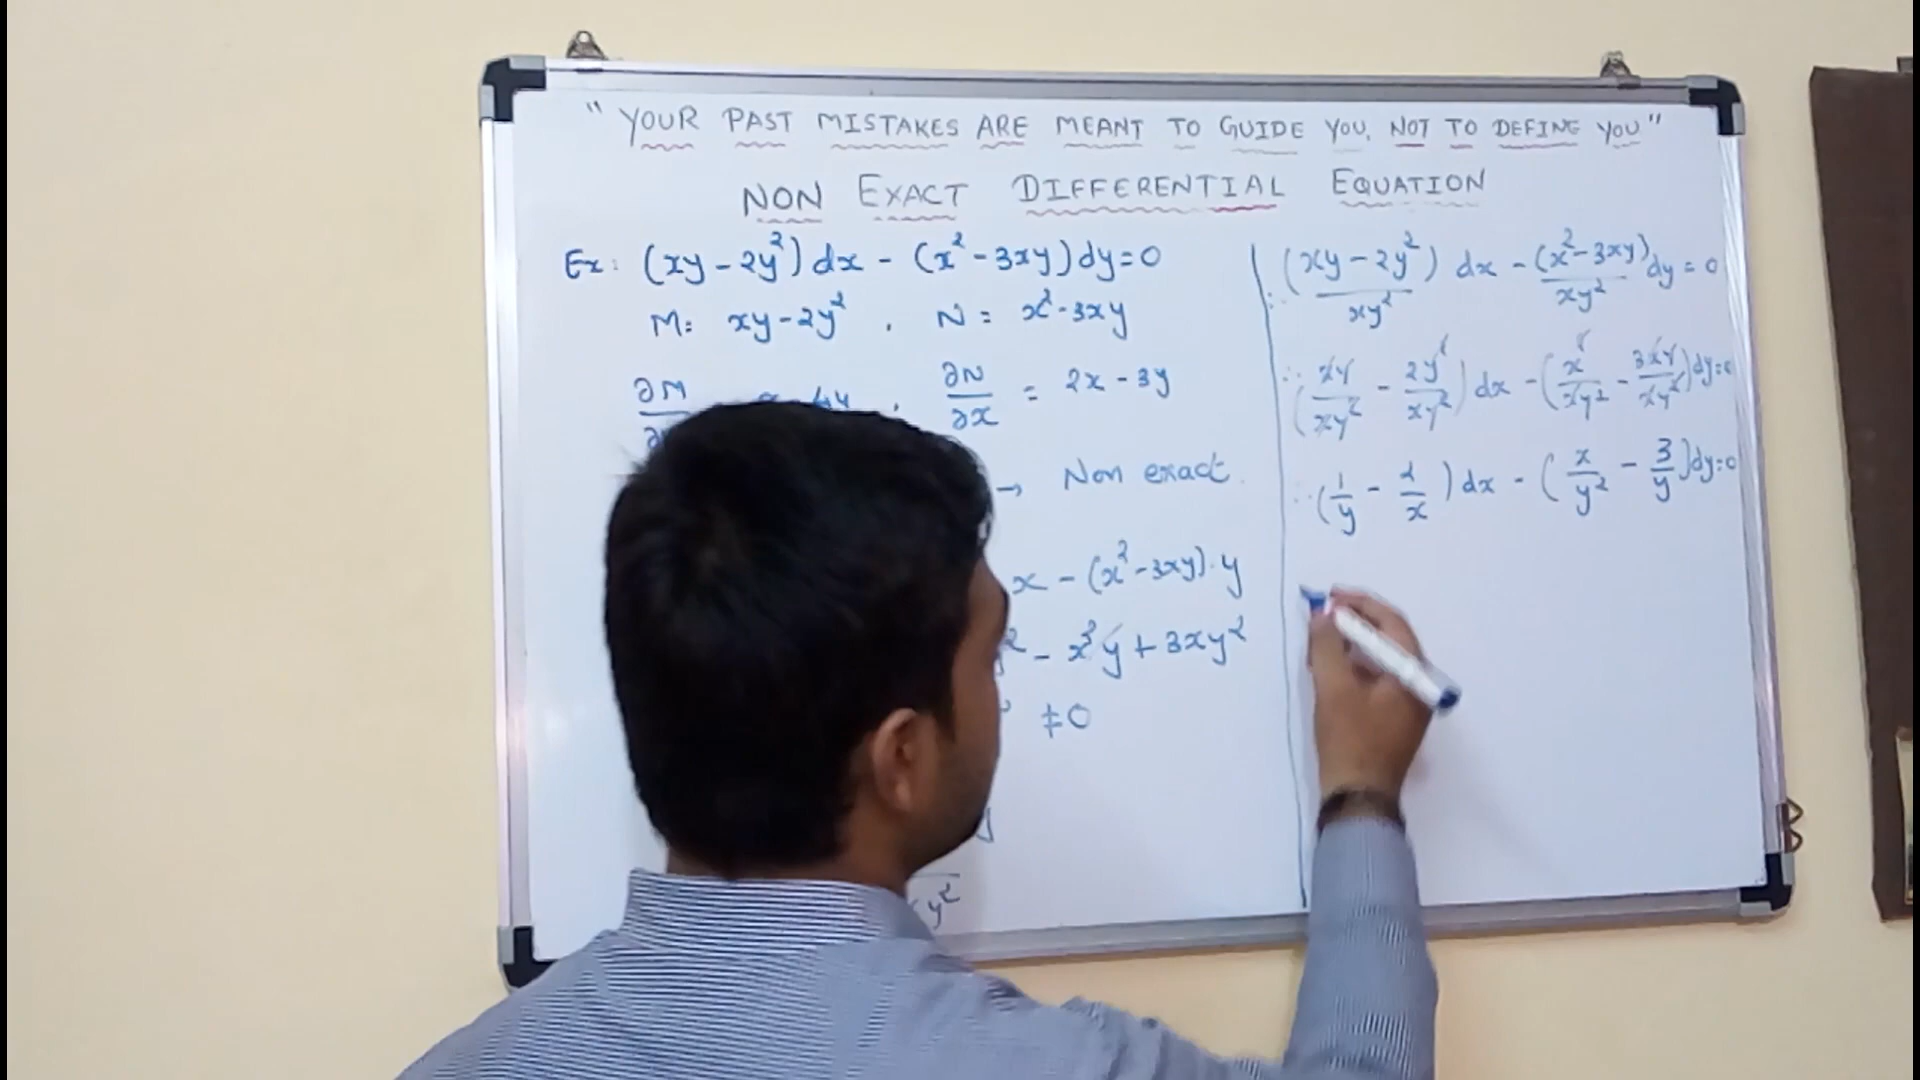 " YOUR PAST MISTAKES ARE MEANT TO GUIDE YOU, NOT TO DEFINE YOU "
NON EXACT DIFFERENTIAL EQUATION
Ex: (xy - 2y²) dx - (x² - 3xy) dy = 0
M = xy - 2y² , N = x² - 3xy
∂M , ∂N/∂x = 2x - 3y
→ Non exact.
x - (x² - 3xy) . y
- x²y + 3xy²
≠ 0
y²
∴ (xy - 2y²)/xy² dx - (x² - 3xy)/xy² dy = 0
∴ (xy/xy² - 2y²/xy²) dx - (x²/xy² - 3xy/xy²) dy = 0
∴ (1/y - 2/x) dx - (x/y² - 3/y) dy = 0